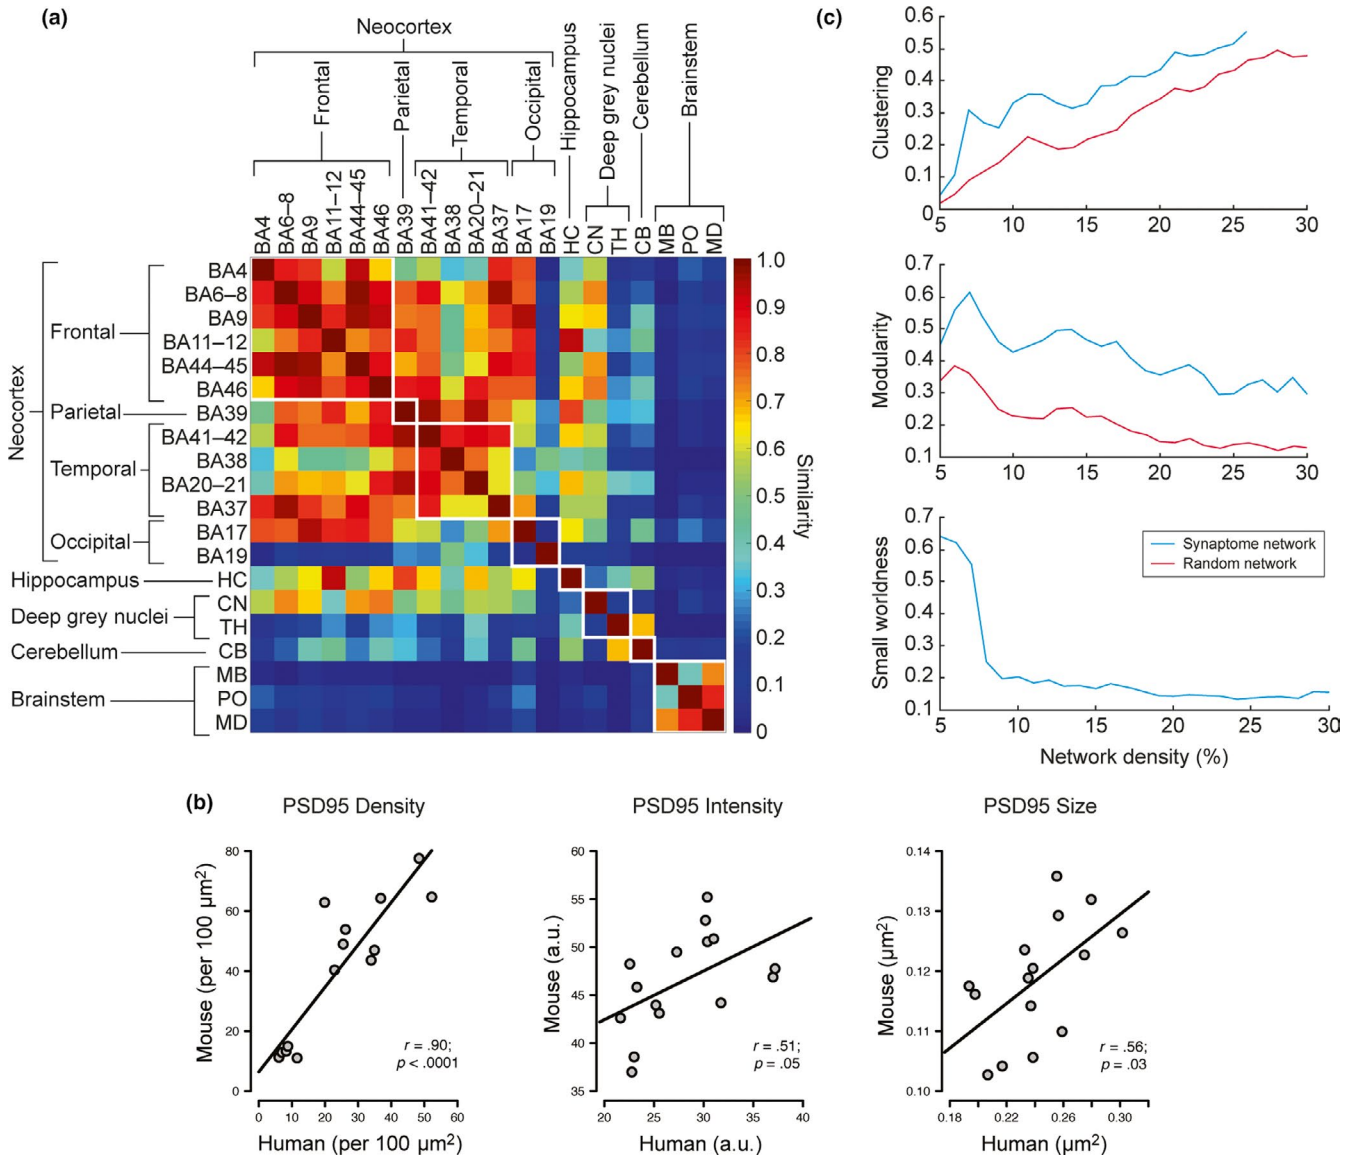 (a)
Neocortex
Frontal
Parietal
Temporal
Occipital
Hippocampus
Deep grey nuclei
Cerebellum
Brainstem
BA4
BA6–8
BA9
BA11–12
BA44–45
BA46
BA39
BA41–42
BA38
BA20–21
BA37
BA17
BA19
HC
CN
TH
CB
MB
PO
MD
Neocortex
Frontal
Parietal
Temporal
Occipital
Hippocampus
Deep grey nuclei
Cerebellum
Brainstem
BA4
BA6–8
BA9
BA11–12
BA44–45
BA46
BA39
BA41–42
BA38
BA20–21
BA37
BA17
BA19
HC
CN
TH
CB
MB
PO
MD
1.0
0.9
0.8
0.7
0.6
0.5
0.4
0.3
0.2
0.1
0
Similarity
(c)
Clustering
0.6
0.5
0.4
0.3
0.2
0.1
0
5 10 15 20 25 30
Modularity
0.7
0.6
0.5
0.4
0.3
0.2
0.1
5 10 15 20 25 30
Small worldness
0.7
0.6
0.5
0.4
0.3
0.2
0.1
5 10 15 20 25 30
Network density (%)
Synaptome network
Random network
(b)
PSD95 Density
Mouse (per 100 µm²)
80
60
40
20
0
0 10 20 30 40 50 60
Human (per 100 µm²)
r = .90;
p < .0001
PSD95 Intensity
Mouse (a.u.)
60
55
50
45
40
35
20 25 30 35 40
Human (a.u.)
r = .51;
p = .05
PSD95 Size
Mouse (µm²)
0.14
0.13
0.12
0.11
0.10
0.18 0.22 0.26 0.30
Human (µm²)
r = .56;
p = .03